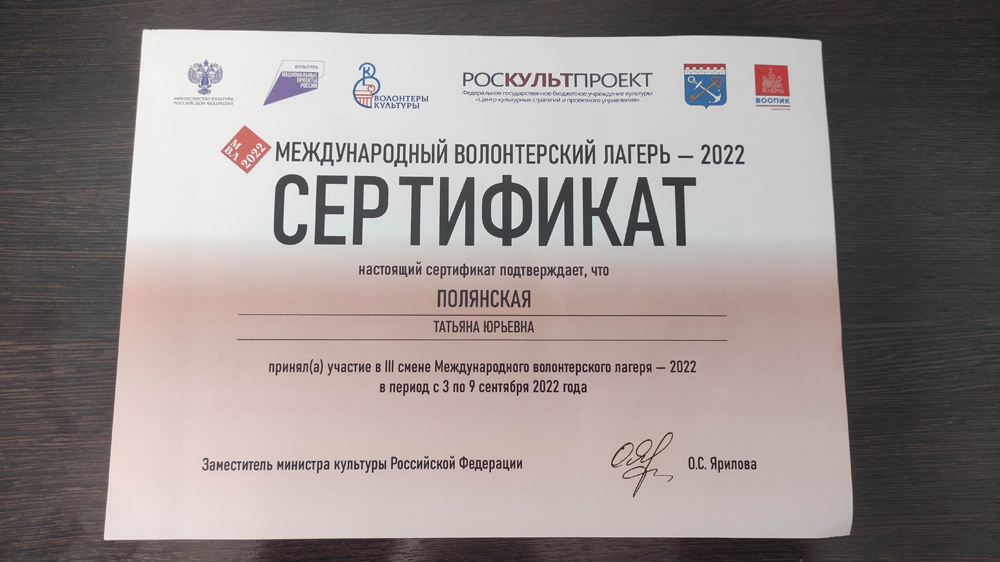 МИНИСТЕРСТВО КУЛЬТУРЫ
РОССИЙСКОЙ ФЕДЕРАЦИИ
КУЛЬТУРА
НАЦИОНАЛЬНЫЕ
ПРОЕКТЫ
РОССИИ
ВОЛОНТЕРЫ
КУЛЬТУРЫ
РОСКУЛЬТПРОЕКТ
Федеральное государственное бюджетное учреждение культуры
«Центр культурных стратегий и проектного управления»
ВООПИК
МВЛ 2022
МЕЖДУНАРОДНЫЙ ВОЛОНТЕРСКИЙ ЛАГЕРЬ — 2022
СЕРТИФИКАТ
настоящий сертификат подтверждает, что
ПОЛЯНСКАЯ
ТАТЬЯНА ЮРЬЕВНА
принял(а) участие в III смене Международного волонтерского лагеря — 2022
в период с 3 по 9 сентября 2022 года
Заместитель министра культуры Российской Федерации
О.С. Ярилова